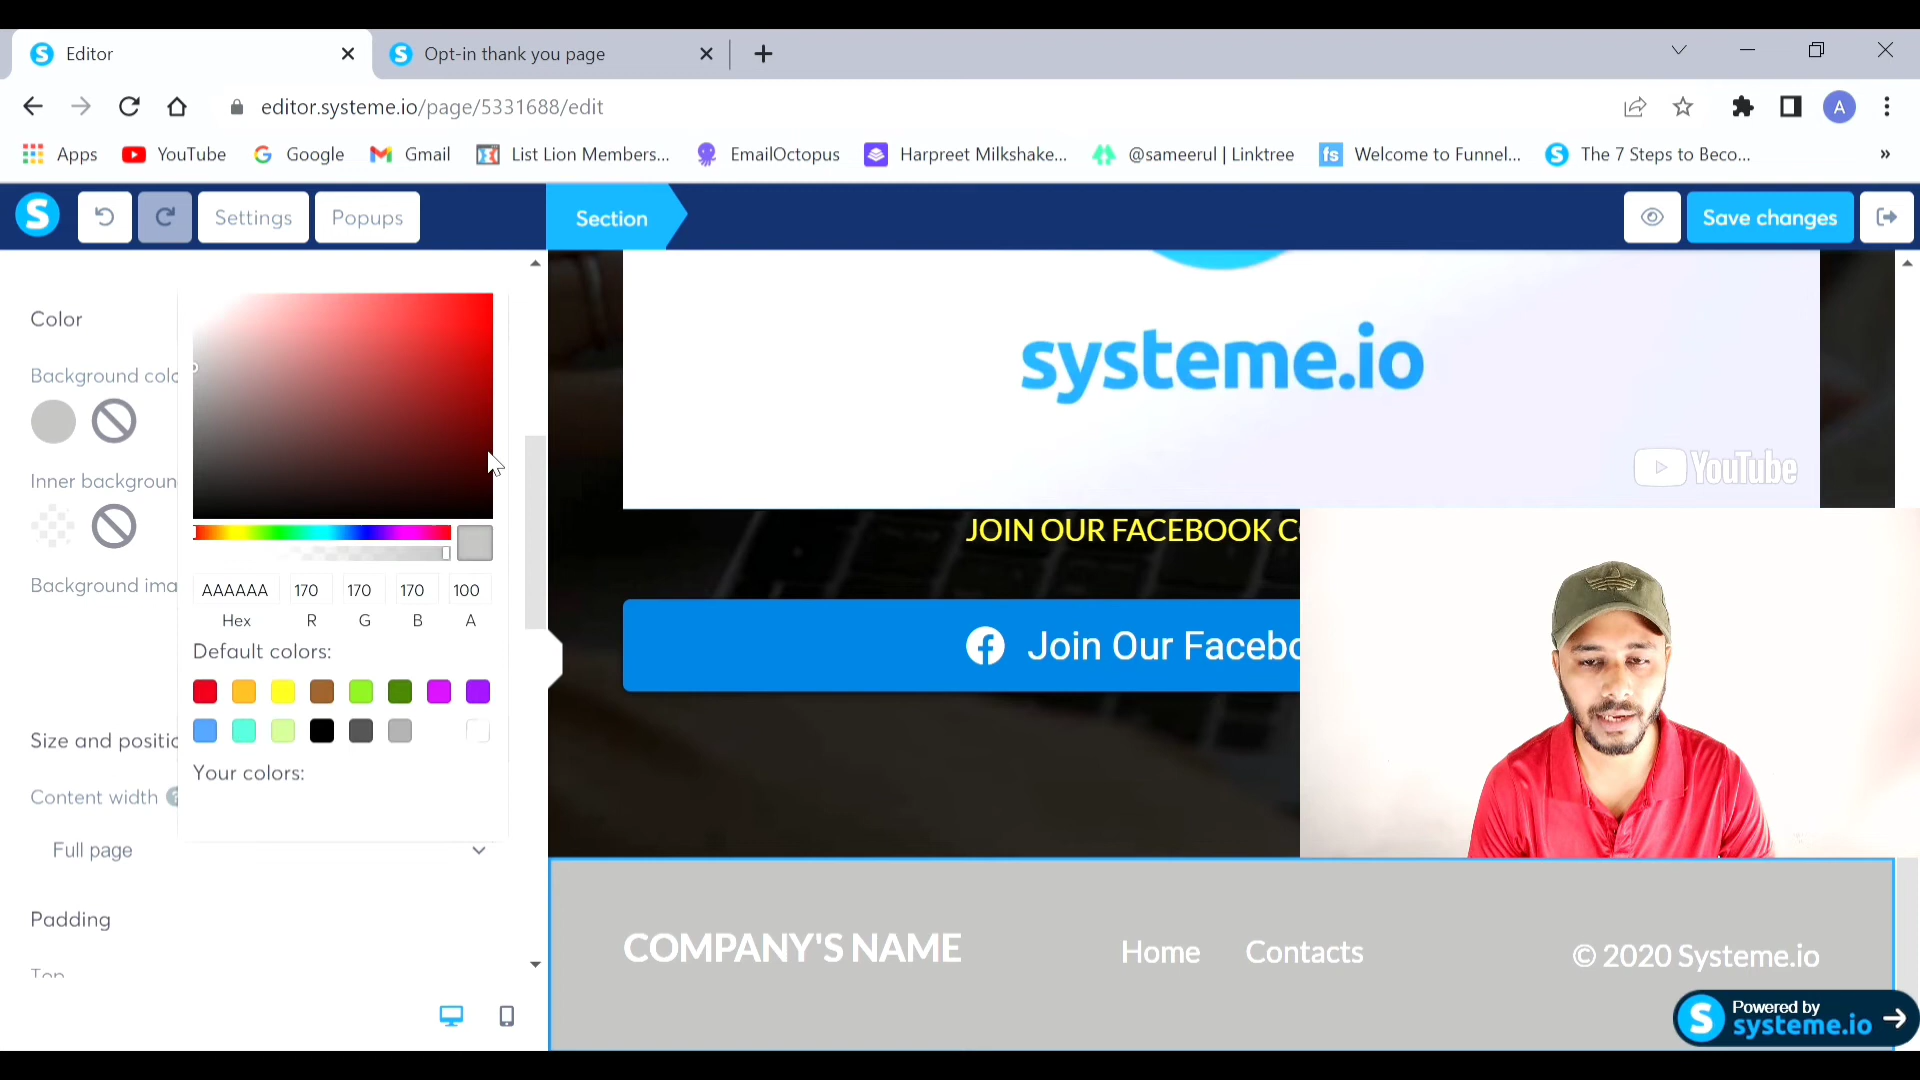 Editor
Opt-in thank you page
editor.systeme.io/page/5331688/edit
A
Apps
YouTube
Google
Gmail
List Lion Members...
EmailOctopus
Harpreet Milkshake...
@sameerul | Linktree
fs
Welcome to Funnel...
The 7 Steps to Beco...
»
S
Settings
Popups
Section
Save changes
Color
Background colo
Inner backgroun
Background ima
AAAAAA 170 170 170 100
Hex R G B A
Default colors:
Your colors:
Size and positio
Content width ?
Full page
Padding
Top
systeme.io
YouTube
JOIN OUR FACEBOOK C
Join Our Facebo
COMPANY'S NAME
Home
Contacts
© 2020 Systeme.io
S
Powered by
systeme.io